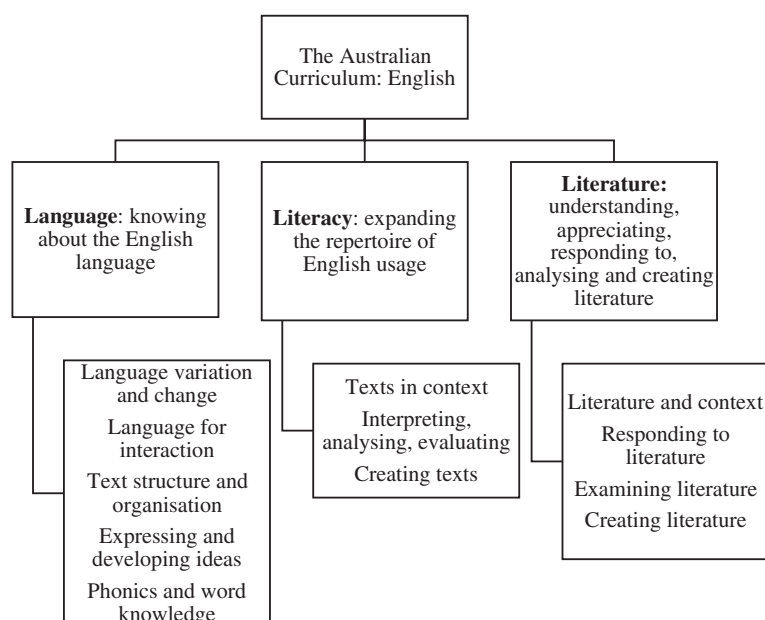 The Australian
Curriculum: English
Language: knowing
about the English
language
Literacy: expanding
the repertoire of
English usage
Literature:
understanding,
appreciating,
responding to,
analysing and creating
literature
Language variation
and change
Language for
interaction
Text structure and
organisation
Expressing and
developing ideas
Phonics and word
knowledge
Texts in context
Interpreting,
analysing, evaluating
Creating texts
Literature and context
Responding to
literature
Examining literature
Creating literature